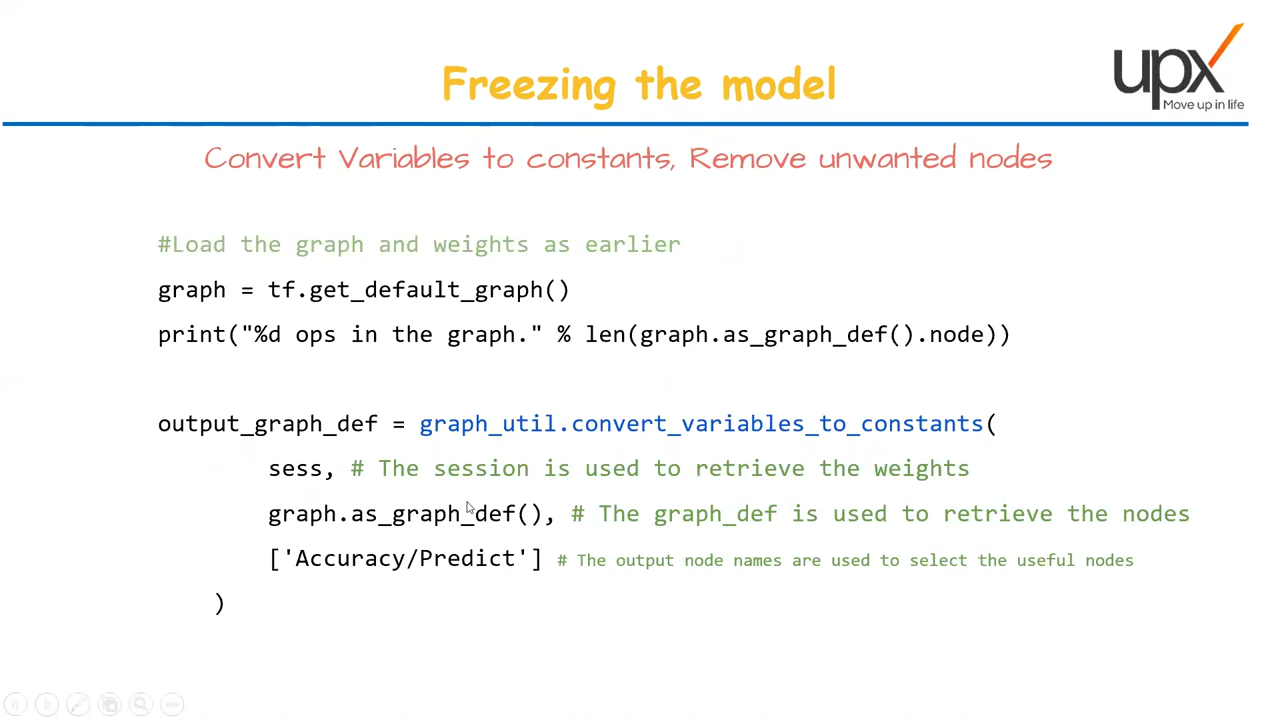 Freezing the model
upx
Move up in life
Convert Variables to constants, Remove unwanted nodes
#Load the graph and weights as earlier
graph = tf.get_default_graph()
print("%d ops in the graph." % len(graph.as_graph_def().node))
output_graph_def = graph_util.convert_variables_to_constants(
sess, # The session is used to retrieve the weights
graph.as_graph_def(), # The graph_def is used to retrieve the nodes
['Accuracy/Predict'] # The output node names are used to select the useful nodes
)